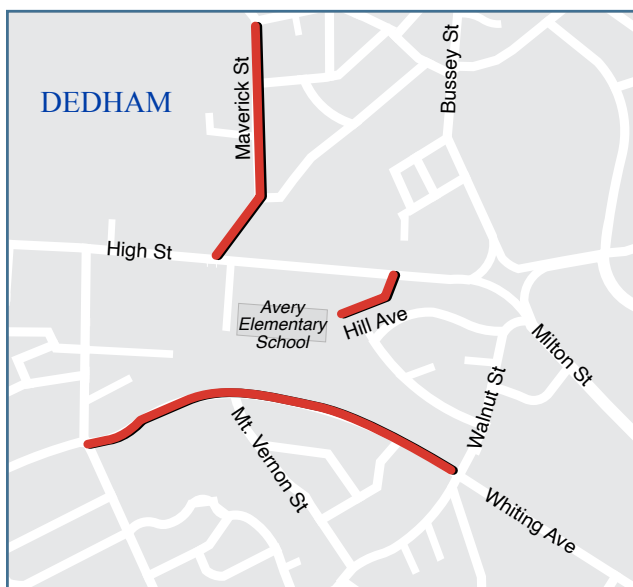 Bussey St
Maverick St
DEDHAM
High St
Avery
Elementary
School
Hill Ave
Milton St
Walnut St
Mt. Vernon St
Whiting Ave